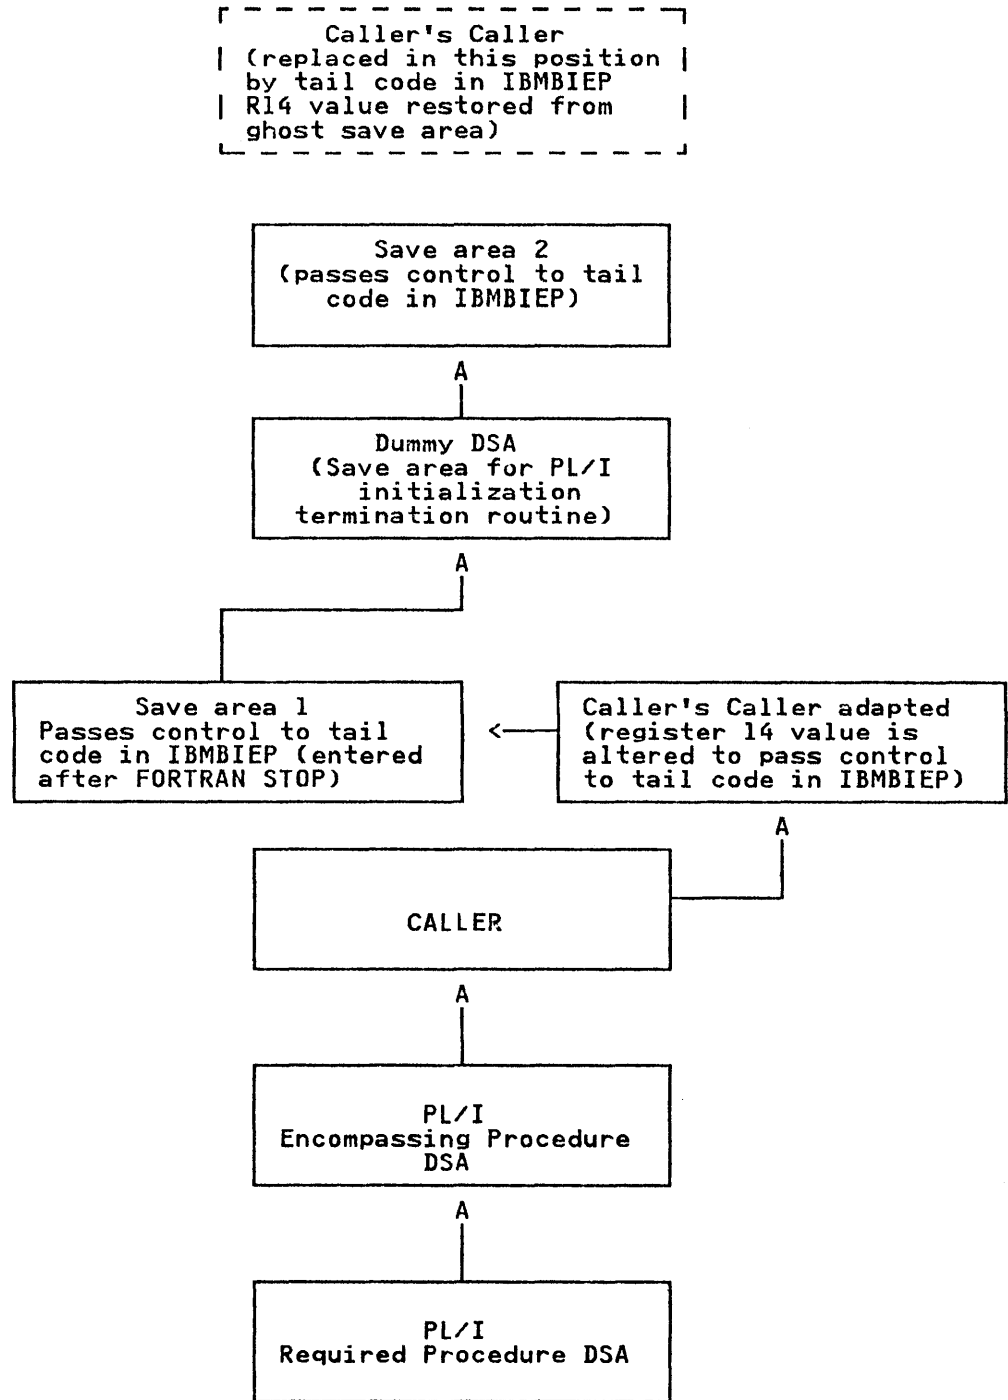 Caller's Caller
(replaced in this position
by tail code in IBMBIEP
R14 value restored from
ghost save area)
Save area 2
(passes control to tail
code in IBMBIEP)
A
Dummy DSA
(Save area for PL/I
initialization
termination routine)
A
Save area 1
Passes control to tail
code in IBMBIEP (entered
after FORTRAN STOP)
<
Caller's Caller adapted
(register 14 value is
altered to pass control
to tail code in IBMBIEP)
A
CALLER
A
PL/I
Encompassing Procedure
DSA
A
PL/I
Required Procedure DSA